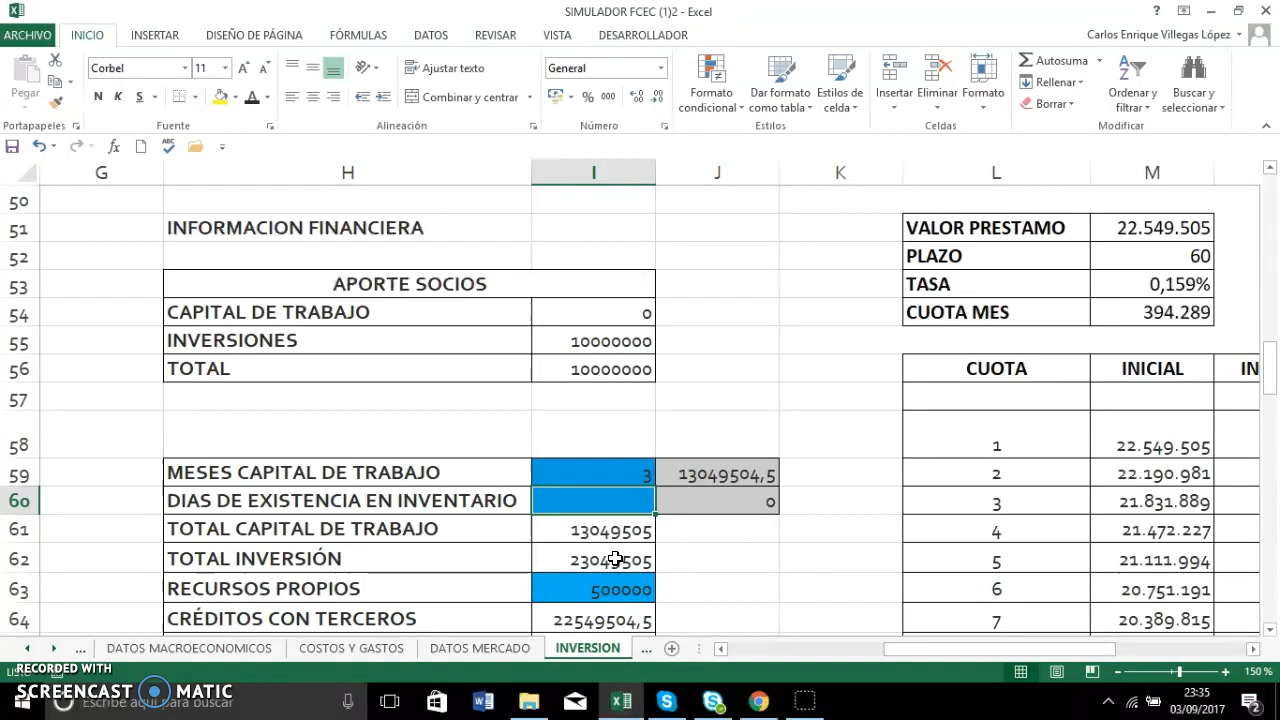 SIMULADOR FCEC (1)2 - Excel
ARCHIVO INICIO INSERTAR DISEÑO DE PÁGINA FÓRMULAS DATOS REVISAR VISTA DESARROLLADOR Carlos Enrique Villegas López
Corbel 11 Ajustar texto General Autosuma
Pegar N K S Combinar y centrar % 000 Formato condicional Dar formato como tabla Estilos de celda Insertar Eliminar Formato Rellenar Borrar Ordenar y filtrar Buscar y seleccionar
Portapapeles Fuente Alineación Número Estilos Celdas Modificar
G H I J K L M
50
51 INFORMACION FINANCIERA VALOR PRESTAMO 22.549.505
52 PLAZO 60
53 APORTE SOCIOS TASA 0,159%
54 CAPITAL DE TRABAJO 0 CUOTA MES 394.289
55 INVERSIONES 10000000
56 TOTAL 10000000 CUOTA INICIAL IN
57
58 1 22.549.505
59 MESES CAPITAL DE TRABAJO 3 13049504,5 2 22.190.981
60 DIAS DE EXISTENCIA EN INVENTARIO 0 3 21.831.889
61 TOTAL CAPITAL DE TRABAJO 13049505 4 21.472.227
62 TOTAL INVERSIÓN 23049505 5 21.111.994
63 RECURSOS PROPIOS 500000 6 20.751.191
64 CRÉDITOS CON TERCEROS 22549504,5 7 20.389.815
... DATOS MACROECONOMICOS COSTOS Y GASTOS DATOS MERCADO INVERSION ...
150 %
RECORDED WITH
SCREENCAST MATIC
Escribe aquí para buscar
23:35
03/09/2017
2